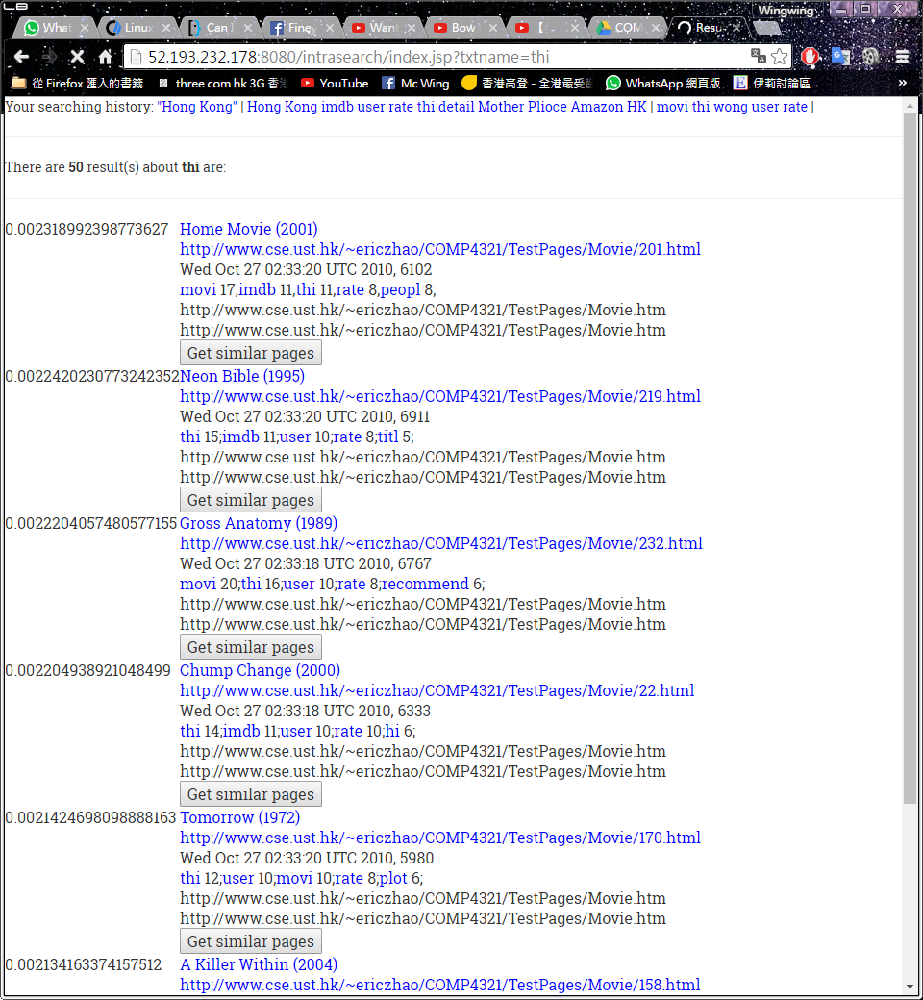 Wingwing
What
Linux
Can I
Finey
Want
Bow
COM
Resu
52.193.232.178:8080/intrasearch/index.jsp?txtname=thi
從 Firefox 匯入的書籤 three.com.hk 3G 香 YouTube Mc Wing 香港高登 - 全港最受 WhatsApp 網頁版 伊莉討論區 »
Your searching history: "Hong Kong" | Hong Kong imdb user rate thi detail Mother Plioce Amazon HK | movi thi wong user rate |
There are 50 result(s) about thi are:
0.002318992398773627 Home Movie (2001)
http://www.cse.ust.hk/~ericzhao/COMP4321/TestPages/Movie/201.html
Wed Oct 27 02:33:20 UTC 2010, 6102
movi 17;imdb 11;thi 11;rate 8;peopl 8;
http://www.cse.ust.hk/~ericzhao/COMP4321/TestPages/Movie.htm
http://www.cse.ust.hk/~ericzhao/COMP4321/TestPages/Movie.htm
Get similar pages
0.0022420230773242352 Neon Bible (1995)
http://www.cse.ust.hk/~ericzhao/COMP4321/TestPages/Movie/219.html
Wed Oct 27 02:33:20 UTC 2010, 6911
thi 15;imdb 11;user 10;rate 8;titl 5;
http://www.cse.ust.hk/~ericzhao/COMP4321/TestPages/Movie.htm
http://www.cse.ust.hk/~ericzhao/COMP4321/TestPages/Movie.htm
Get similar pages
0.00222040574805577155 Gross Anatomy (1989)
http://www.cse.ust.hk/~ericzhao/COMP4321/TestPages/Movie/232.html
Wed Oct 27 02:33:18 UTC 2010, 6767
movi 20;thi 16;user 10;rate 8;recommend 6;
http://www.cse.ust.hk/~ericzhao/COMP4321/TestPages/Movie.htm
http://www.cse.ust.hk/~ericzhao/COMP4321/TestPages/Movie.htm
Get similar pages
0.002204938921048499 Chump Change (2000)
http://www.cse.ust.hk/~ericzhao/COMP4321/TestPages/Movie/22.html
Wed Oct 27 02:33:18 UTC 2010, 6333
thi 14;imdb 11;user 10;rate 10;hi 6;
http://www.cse.ust.hk/~ericzhao/COMP4321/TestPages/Movie.htm
http://www.cse.ust.hk/~ericzhao/COMP4321/TestPages/Movie.htm
Get similar pages
0.0021424698098888163 Tomorrow (1972)
http://www.cse.ust.hk/~ericzhao/COMP4321/TestPages/Movie/170.html
Wed Oct 27 02:33:20 UTC 2010, 5980
thi 12;user 10;movi 10;rate 8;plot 6;
http://www.cse.ust.hk/~ericzhao/COMP4321/TestPages/Movie.htm
http://www.cse.ust.hk/~ericzhao/COMP4321/TestPages/Movie.htm
Get similar pages
0.002134163374157512 A Killer Within (2004)
http://www.cse.ust.hk/~ericzhao/COMP4321/TestPages/Movie/158.html